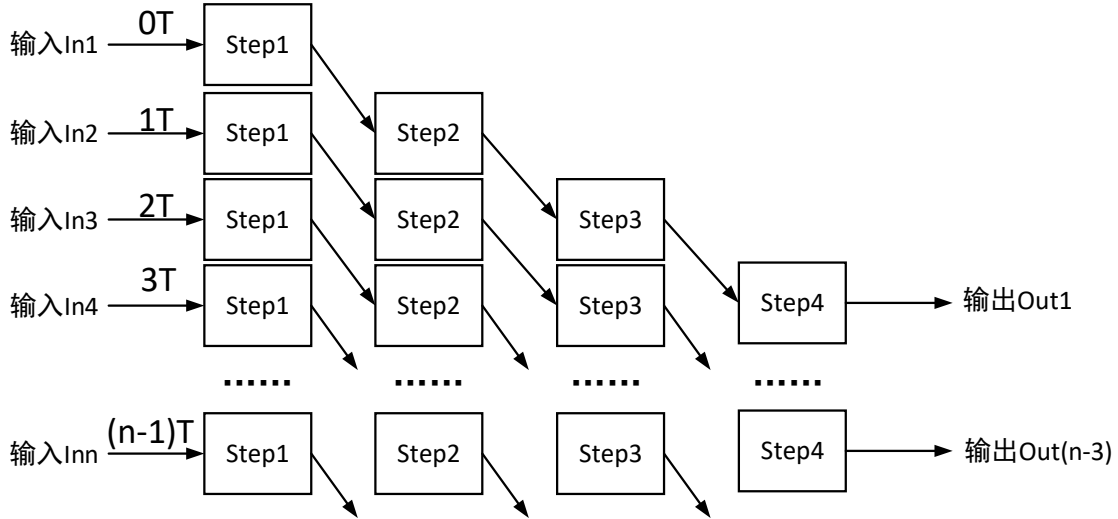 输入In1 0T Step1
输入In2 1T Step1 Step2
输入In3 2T Step1 Step2 Step3
输入In4 3T Step1 Step2 Step3 Step4 输出Out1
...... ...... ...... ......
输入Inn (n-1)T Step1 Step2 Step3 Step4 输出Out(n-3)